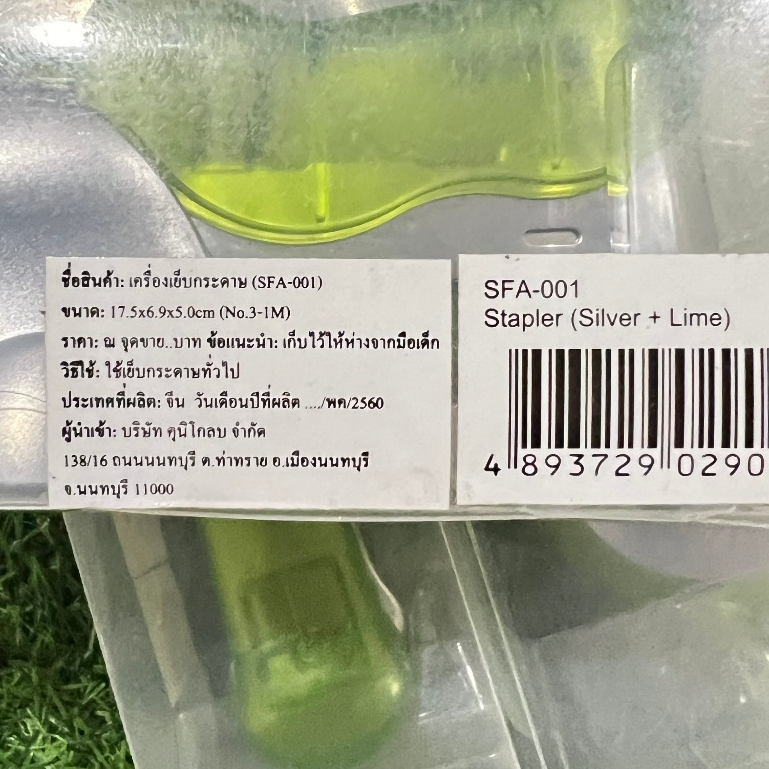 ชื่อสินค้า: เครื่องเย็บกระดาษ (SFA-001)
ขนาด: 17.5x6.9x5.0cm (No.3-1M)
ราคา: ณ จุดขาย..บาท ข้อแนะนำ: เก็บไว้ให้ห่างจากมือเด็ก
วิธีใช้: ใช้เย็บกระดาษทั่วไป
ประเทศที่ผลิต: จีน วันเดือนปีที่ผลิต ..../พค/2560
ผู้นำเข้า: บริษัท คุนิโกลบ จำกัด
138/16 ถนนนนทบุรี ต.ท่าทราย อ.เมืองนนทบุรี
จ.นนทบุรี 11000
SFA-001
Stapler (Silver + Lime)
4 893729 0290